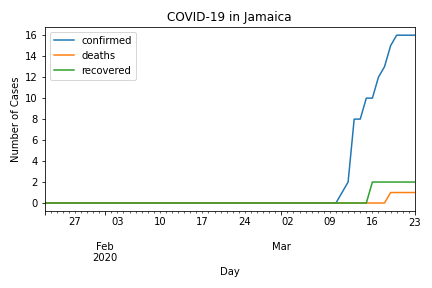 COVID-19 in Jamaica
confirmed
deaths
recovered
Number of Cases
16
14
12
10
8
6
4
2
0
27 03 10 17 24 02 09 16 23
Feb Mar
2020
Day